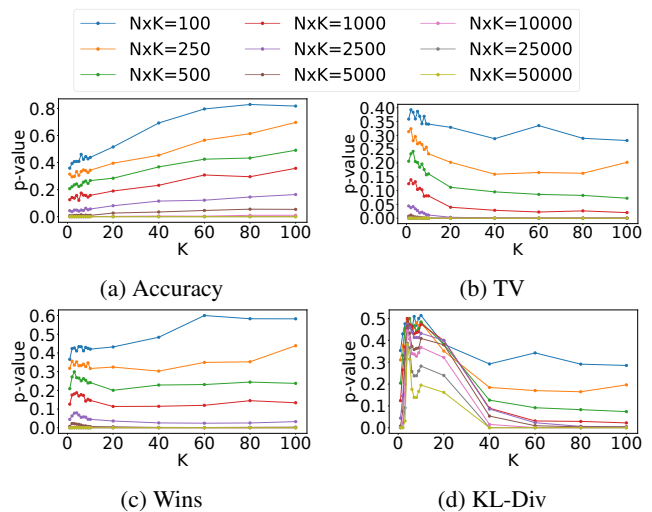 NxK=100 NxK=1000 NxK=10000
NxK=250 NxK=2500 NxK=25000
NxK=500 NxK=5000 NxK=50000
0.8
0.6
0.4
0.2
0.0
p-value
0 20 40 60 80 100
K
(a) Accuracy
0.40
0.35
0.30
0.25
0.20
0.15
0.10
0.05
0.00
p-value
0 20 40 60 80 100
K
(b) TV
0.6
0.5
0.4
0.3
0.2
0.1
0.0
p-value
0 20 40 60 80 100
K
(c) Wins
0.5
0.4
0.3
0.2
0.1
0.0
p-value
0 20 40 60 80 100
K
(d) KL-Div